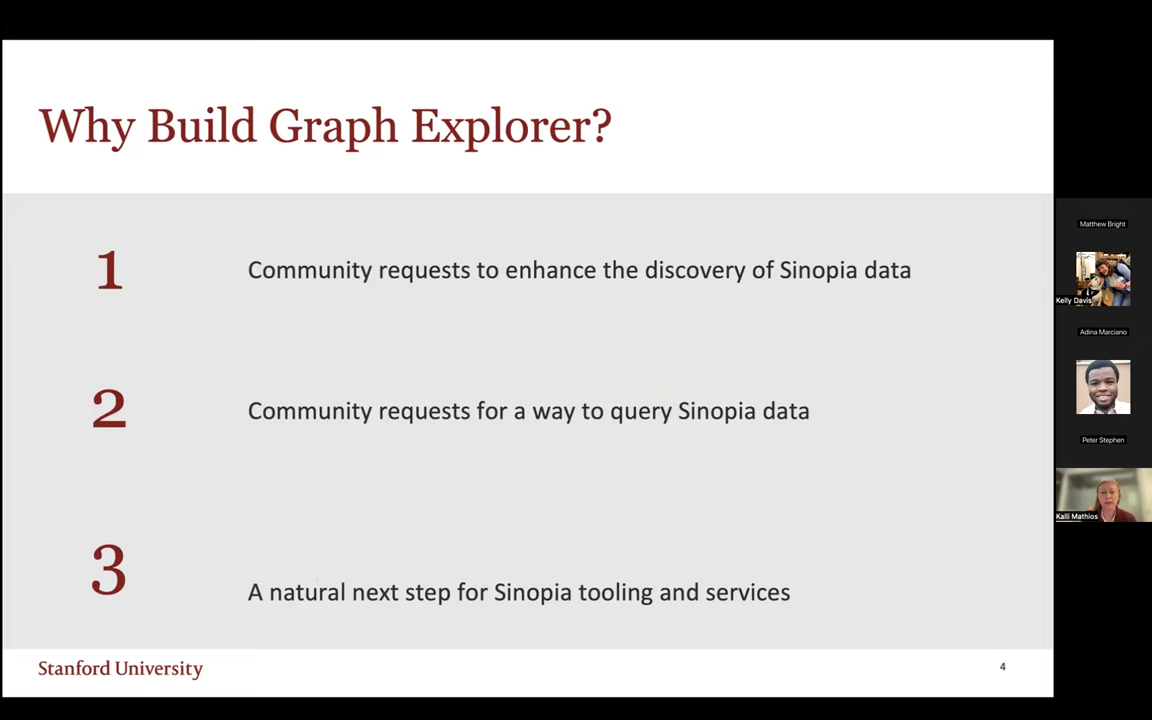 Why Build Graph Explorer?
1
Community requests to enhance the discovery of Sinopia data
2
Community requests for a way to query Sinopia data
3
A natural next step for Sinopia tooling and services
Stanford University
4
Matthew Bright
Kelly Davis
Adina Marciano
Peter Stephen
Kalli Mathios